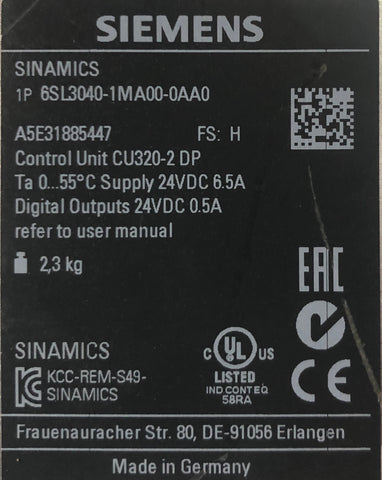 SIEMENS
SINAMICS
1P 6SL3040-1MA00-0AA0
A5E31885447 FS: H
Control Unit CU320-2 DP
Ta 0...55°C Supply 24VDC 6.5A
Digital Outputs 24VDC 0.5A
refer to user manual
2,3 kg
EAC
SINAMICS
KCC-REM-S49-
SINAMICS
C UL US
LISTED
IND CONT EQ
58RA
N
CE
Frauenauracher Str. 80, DE-91056 Erlangen
Made in Germany